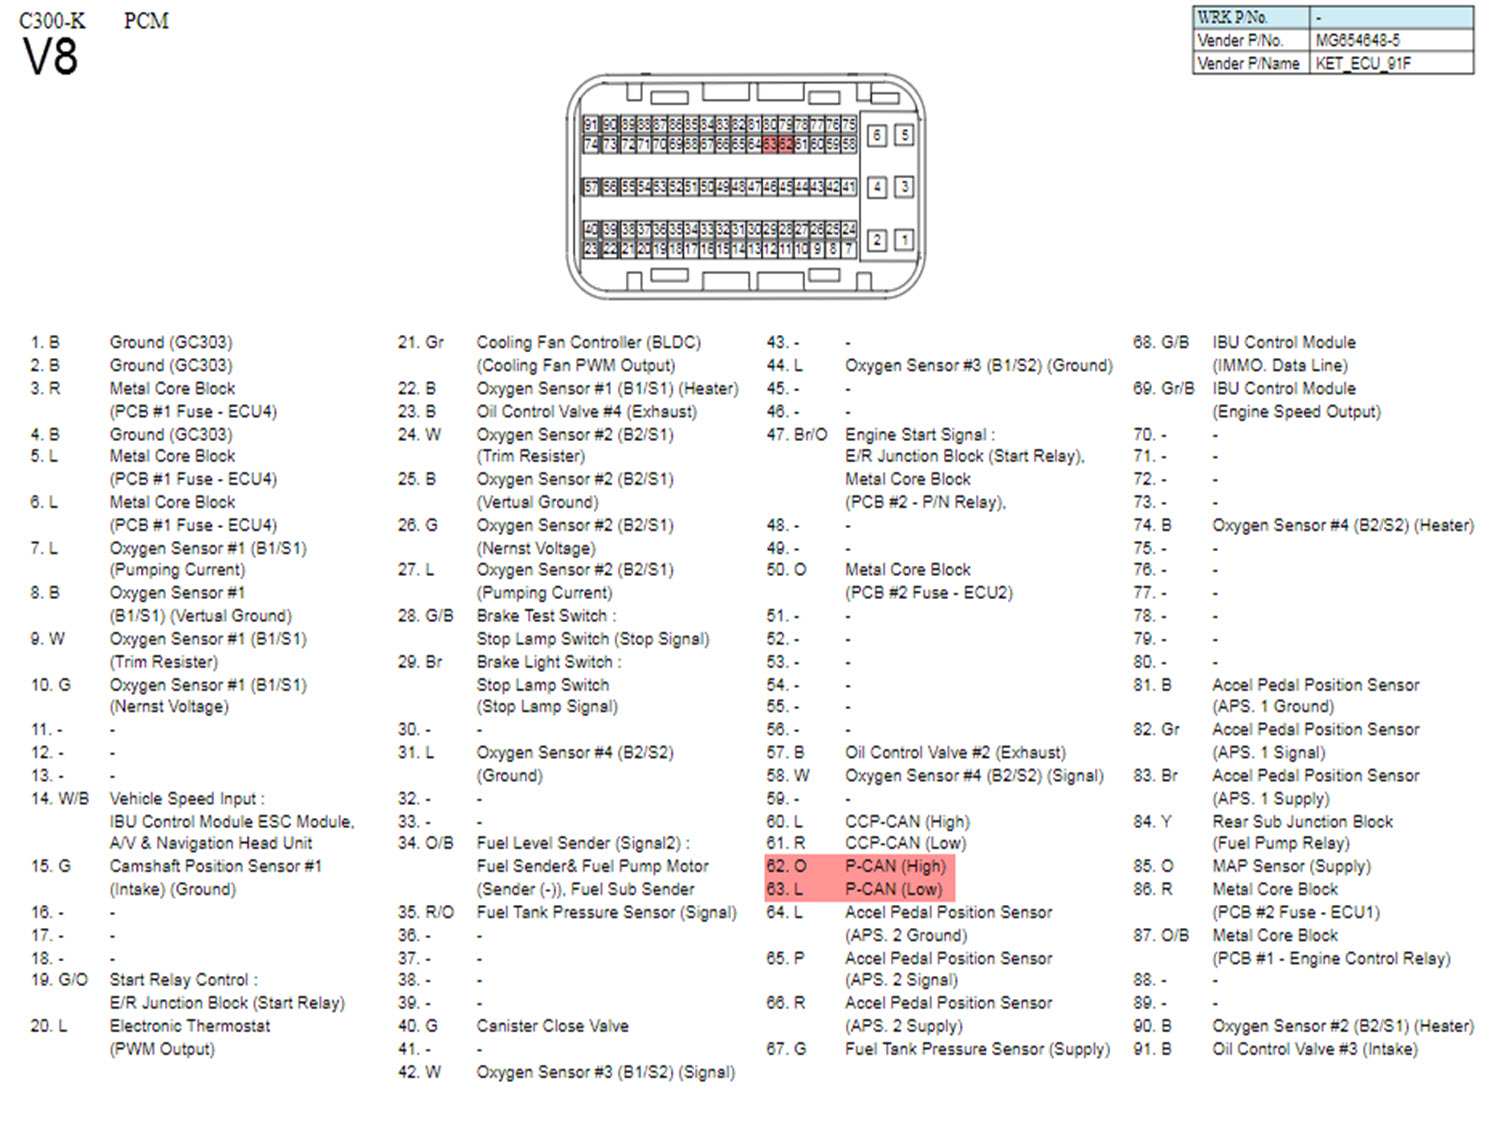 C300-K PCM
V8
WRK P/No. -
Vender P/No. MG654648-5
Vender P/Name KET_ECU_91F
91 90 89 88 87 86 85 84 83 82 81 80 79 78 77 76 75
74 73 72 71 70 69 68 67 66 65 64 63 62 61 60 59 58
57 56 55 54 53 52 51 50 49 48 47 46 45 44 43 42 41
40 39 38 37 36 35 34 33 32 31 30 29 28 27 26 25 24
23 22 21 20 19 18 17 16 15 14 13 12 11 10 9 8 7
6 5
4 3
2 1
1. B Ground (GC303)
2. B Ground (GC303)
3. R Metal Core Block
(PCB #1 Fuse - ECU4)
4. B Ground (GC303)
5. L Metal Core Block
(PCB #1 Fuse - ECU4)
6. L Metal Core Block
(PCB #1 Fuse - ECU4)
7. L Oxygen Sensor #1 (B1/S1)
(Pumping Current)
8. B Oxygen Sensor #1
(B1/S1) (Vertual Ground)
9. W Oxygen Sensor #1 (B1/S1)
(Trim Resister)
10. G Oxygen Sensor #1 (B1/S1)
(Nernst Voltage)
11. - -
12. - -
13. - -
14. W/B Vehicle Speed Input :
IBU Control Module ESC Module,
A/V & Navigation Head Unit
15. G Camshaft Position Sensor #1
(Intake) (Ground)
16. - -
17. - -
18. - -
19. G/O Start Relay Control :
E/R Junction Block (Start Relay)
20. L Electronic Thermostat
(PWM Output)
21. Gr Cooling Fan Controller (BLDC)
(Cooling Fan PWM Output)
22. B Oxygen Sensor #1 (B1/S1) (Heater)
23. B Oil Control Valve #4 (Exhaust)
24. W Oxygen Sensor #2 (B2/S1)
(Trim Resister)
25. B Oxygen Sensor #2 (B2/S1)
(Vertual Ground)
26. G Oxygen Sensor #2 (B2/S1)
(Nernst Voltage)
27. L Oxygen Sensor #2 (B2/S1)
(Pumping Current)
28. G/B Brake Test Switch :
Stop Lamp Switch (Stop Signal)
29. Br Brake Light Switch :
Stop Lamp Switch
(Stop Lamp Signal)
30. - -
31. L Oxygen Sensor #4 (B2/S2)
(Ground)
32. - -
33. - -
34. O/B Fuel Level Sender (Signal2) :
Fuel Sender& Fuel Pump Motor
(Sender (-)), Fuel Sub Sender
35. R/O Fuel Tank Pressure Sensor (Signal)
36. - -
37. - -
38. - -
39. - -
40. G Canister Close Valve
41. - -
42. W Oxygen Sensor #3 (B1/S2) (Signal)
43. - -
44. L Oxygen Sensor #3 (B1/S2) (Ground)
45. - -
46. - -
47. Br/O Engine Start Signal :
E/R Junction Block (Start Relay),
Metal Core Block
(PCB #2 - P/N Relay),
48. - -
49. - -
50. O Metal Core Block
(PCB #2 Fuse - ECU2)
51. - -
52. - -
53. - -
54. - -
55. - -
56. - -
57. B Oil Control Valve #2 (Exhaust)
58. W Oxygen Sensor #4 (B2/S2) (Signal)
59. - -
60. L CCP-CAN (High)
61. R CCP-CAN (Low)
62. O P-CAN (High)
63. L P-CAN (Low)
64. L Accel Pedal Position Sensor
(APS. 2 Ground)
65. P Accel Pedal Position Sensor
(APS. 2 Signal)
66. R Accel Pedal Position Sensor
(APS. 2 Supply)
67. G Fuel Tank Pressure Sensor (Supply)
68. G/B IBU Control Module
(IMMO. Data Line)
69. Gr/B IBU Control Module
(Engine Speed Output)
70. - -
71. - -
72. - -
73. - -
74. B Oxygen Sensor #4 (B2/S2) (Heater)
75. - -
76. - -
77. - -
78. - -
79. - -
80. - -
81. B Accel Pedal Position Sensor
(APS. 1 Ground)
82. Gr Accel Pedal Position Sensor
(APS. 1 Signal)
83. Br Accel Pedal Position Sensor
(APS. 1 Supply)
84. Y Rear Sub Junction Block
(Fuel Pump Relay)
85. O MAP Sensor (Supply)
86. R Metal Core Block
(PCB #2 Fuse - ECU1)
87. O/B Metal Core Block
(PCB #1 - Engine Control Relay)
88. - -
89. - -
90. B Oxygen Sensor #2 (B2/S1) (Heater)
91. B Oil Control Valve #3 (Intake)